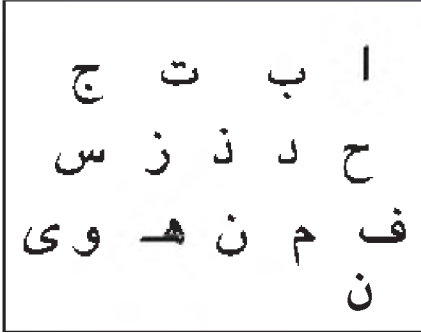 ا ب ت ج
ح د ذ ز س
ف م ن هـ و ى
ن